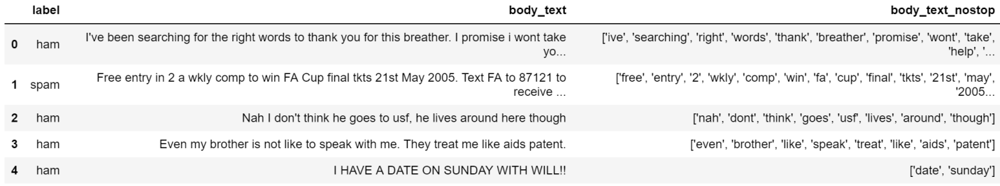 label body_text body_text_nostop
0 ham I've been searching for the right words to thank you for this breather. I promise i wont take yo... ['ive', 'searching', 'right', 'words', 'thank', 'breather', 'promise', 'wont', 'take', 'help', '...
1 spam Free entry in 2 a wkly comp to win FA Cup final tkts 21st May 2005. Text FA to 87121 to receive ... ['free', 'entry', '2', 'wkly', 'comp', 'win', 'fa', 'cup', 'final', 'tkts', '21st', 'may', '2005...
2 ham Nah I don't think he goes to usf, he lives around here though ['nah', 'dont', 'think', 'goes', 'usf', 'lives', 'around', 'though']
3 ham Even my brother is not like to speak with me. They treat me like aids patent. ['even', 'brother', 'like', 'speak', 'treat', 'like', 'aids', 'patent']
4 ham I HAVE A DATE ON SUNDAY WITH WILL!! ['date', 'sunday']